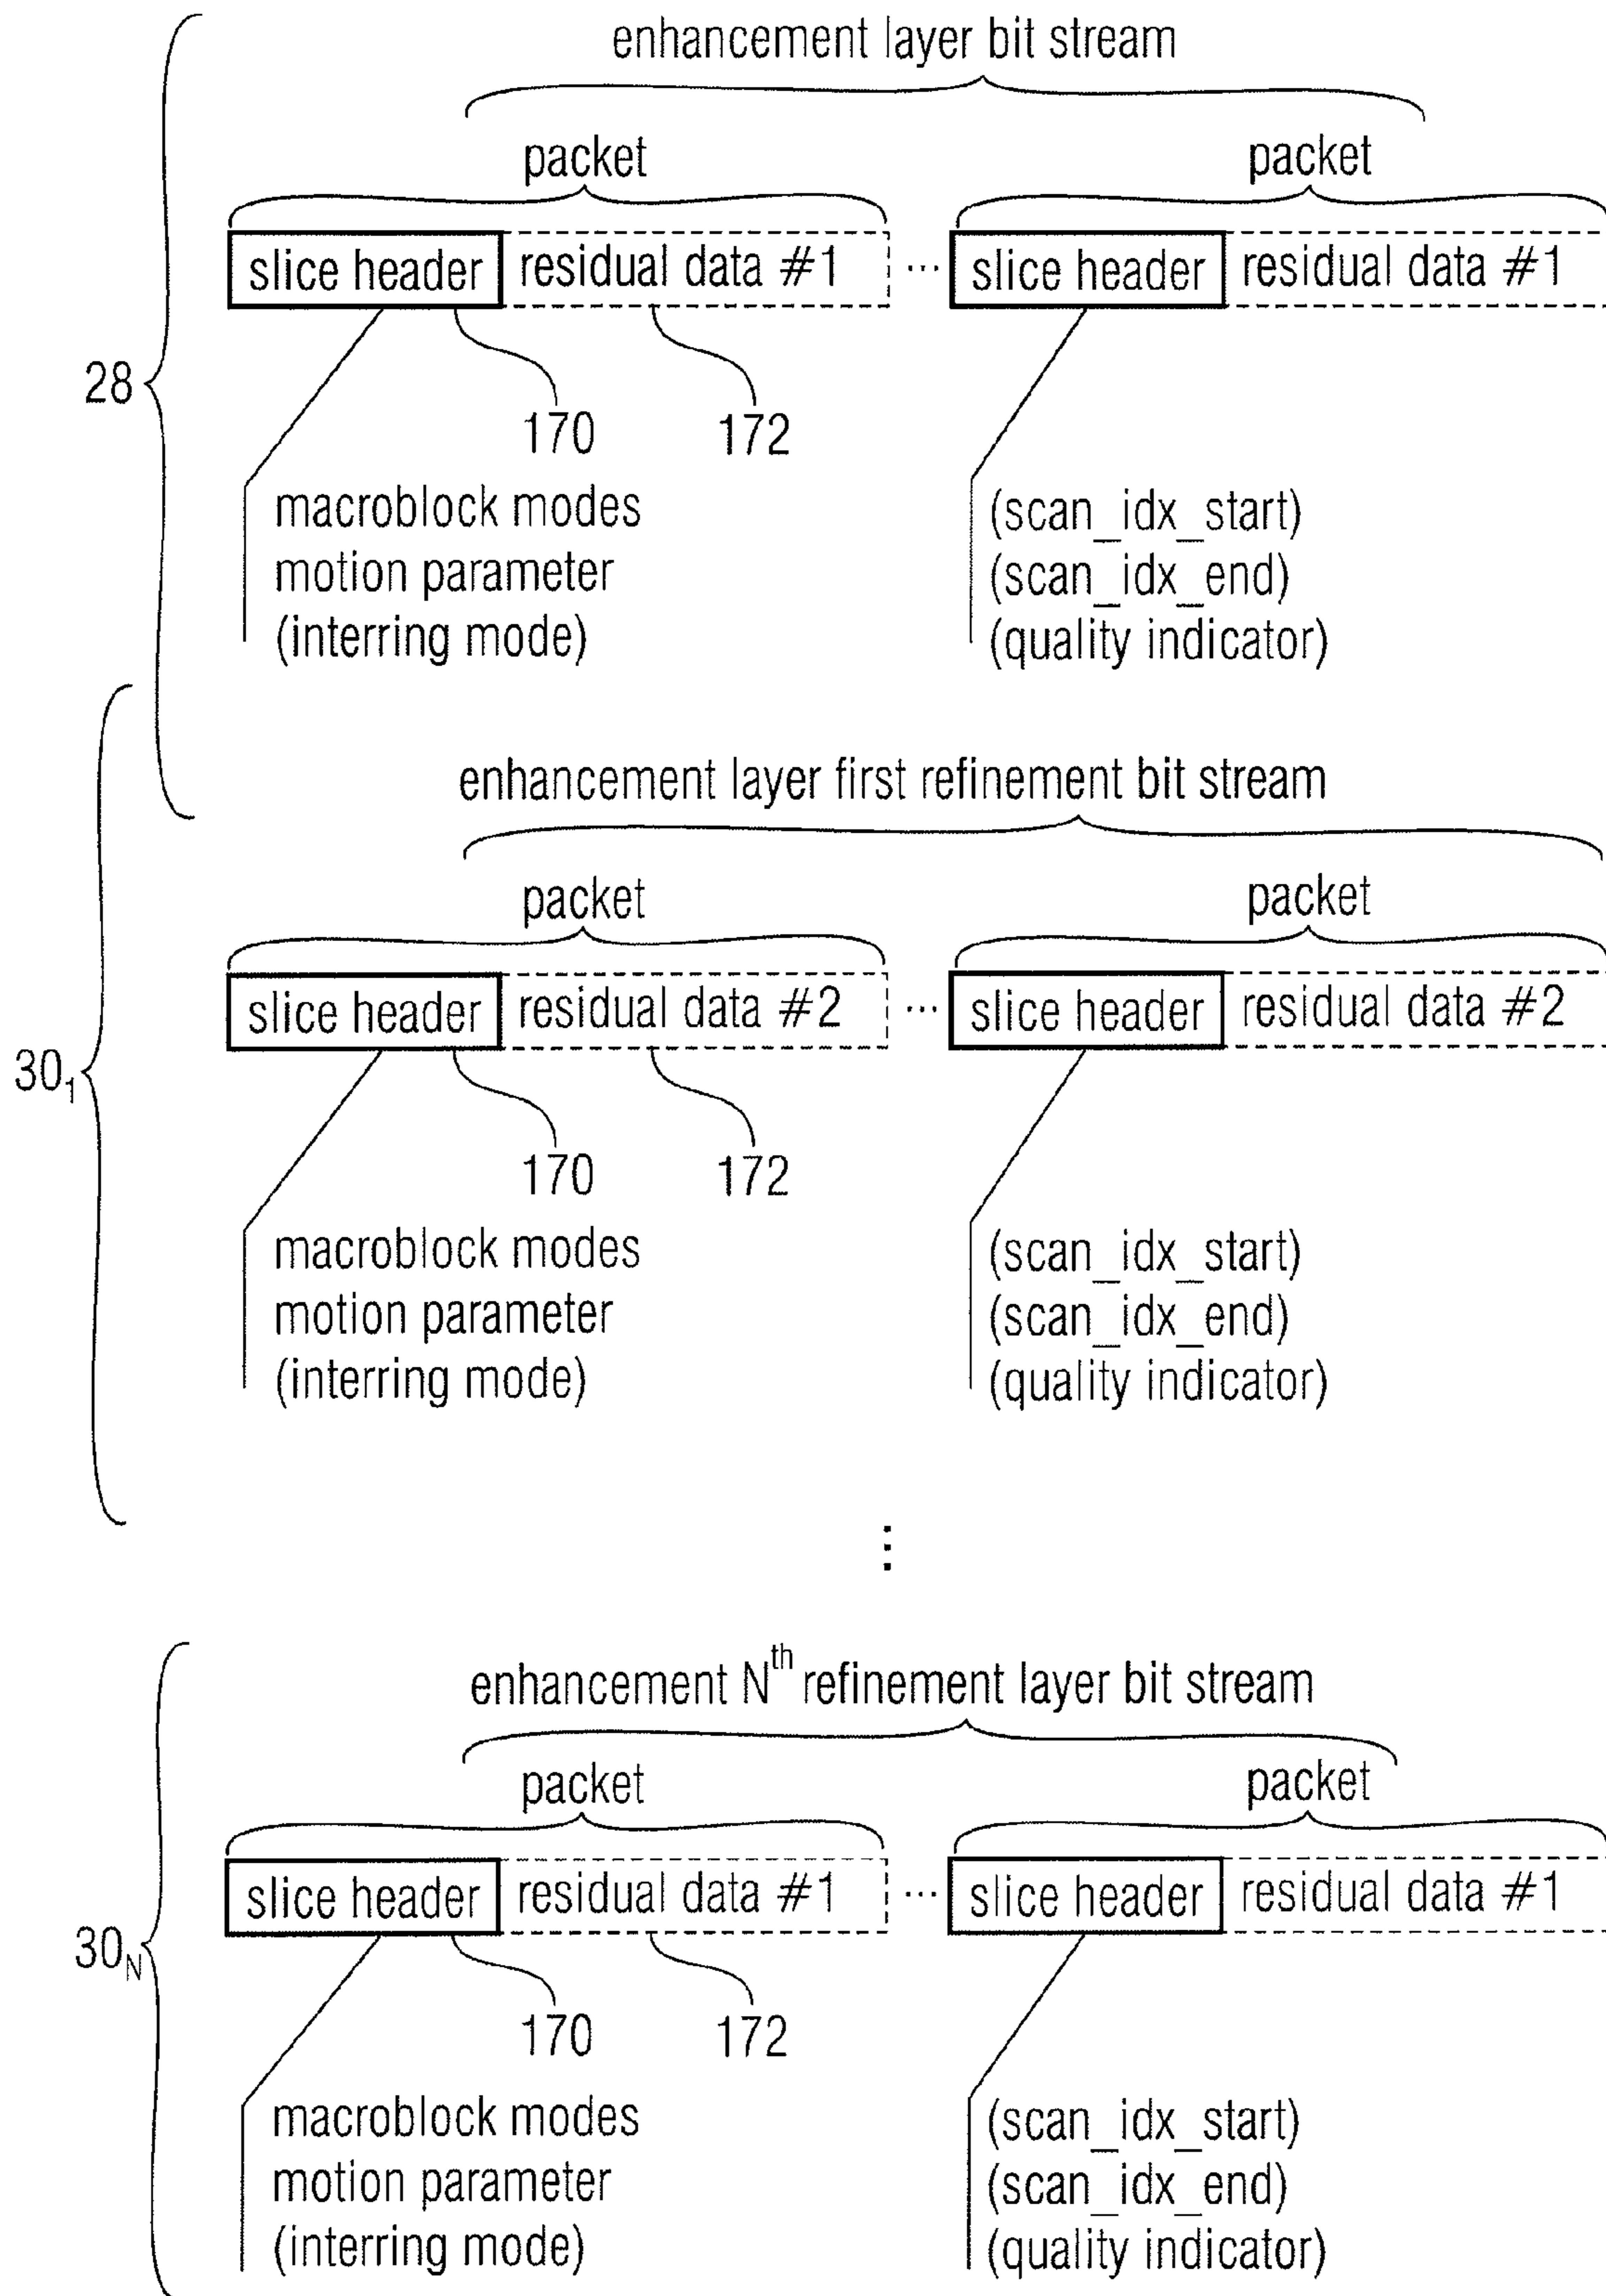 enhancement layer bit stream
packet packet
slice header residual data #1 ... slice header residual data #1
28
170 172
macroblock modes (scan_idx_start)
motion parameter (scan_idx_end)
(interring mode) (quality indicator)
enhancement layer first refinement bit stream
packet packet
slice header residual data #2 ... slice header residual data #2
30₁
170 172
macroblock modes (scan_idx_start)
motion parameter (scan_idx_end)
(interring mode) (quality indicator)
⋮
enhancement Nᵗʰ refinement layer bit stream
packet packet
slice header residual data #1 ... slice header residual data #1
30_N
170 172
macroblock modes (scan_idx_start)
motion parameter (scan_idx_end)
(interring mode) (quality indicator)